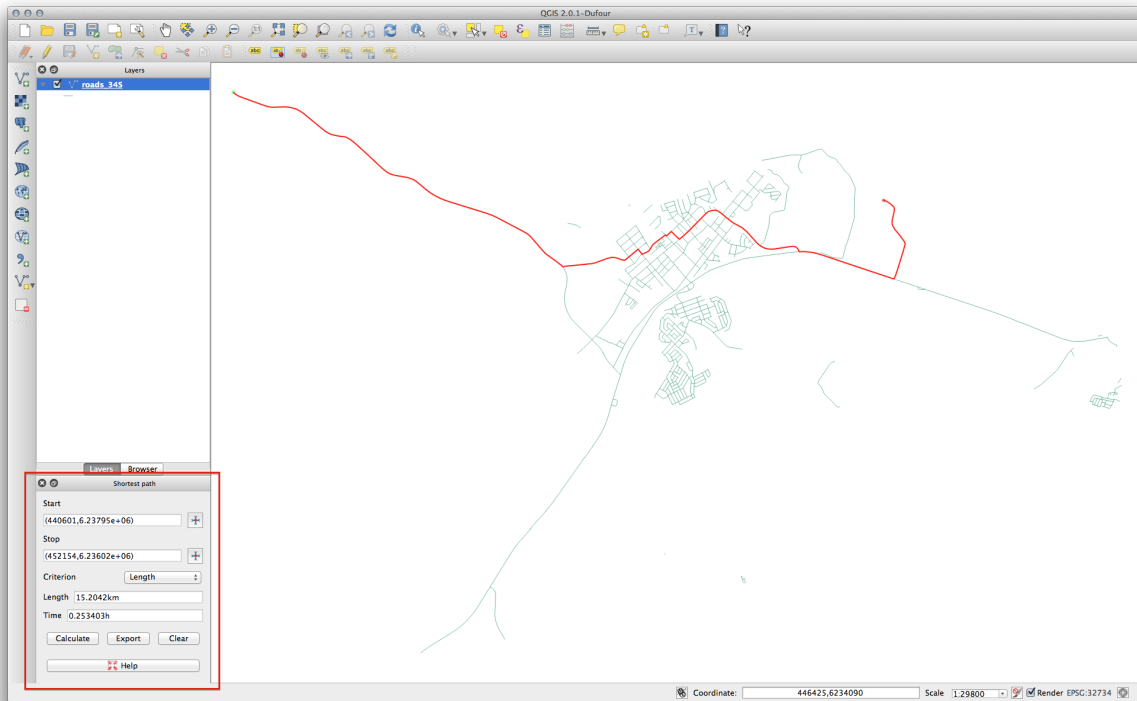 QGIS 2.0.1-Dufour
Layers
roads_34S
Layers Browser
Shortest path
Start
(440601,6.23795e+06)
Stop
(452154,6.23602e+06)
Criterion Length
Length 15.2042km
Time 0.253403h
Calculate Export Clear
Help
Coordinate: 446425,6234090 Scale 1:29800 Render EPSG:32734